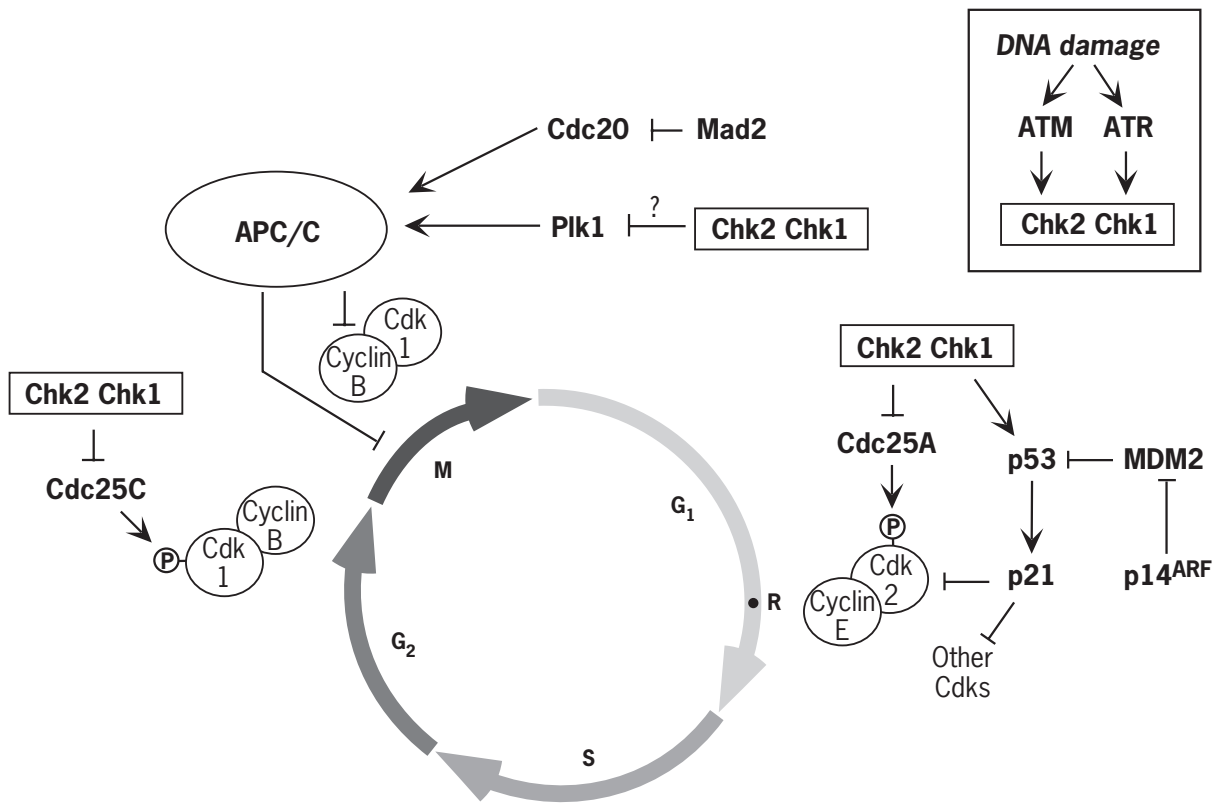 DNA damage
ATM ATR
Chk2 Chk1
Cdc20 Mad2
APC/C
Plk1
?
Chk2 Chk1
Cdk
1
Cyclin
B
Chk2 Chk1
Cdc25C
P
Cdk
1
Cyclin
B
M
G1
R
S
G2
Chk2 Chk1
Cdc25A
p53
MDM2
P
Cdk
2
Cyclin
E
p21
p14ARF
Other
Cdks